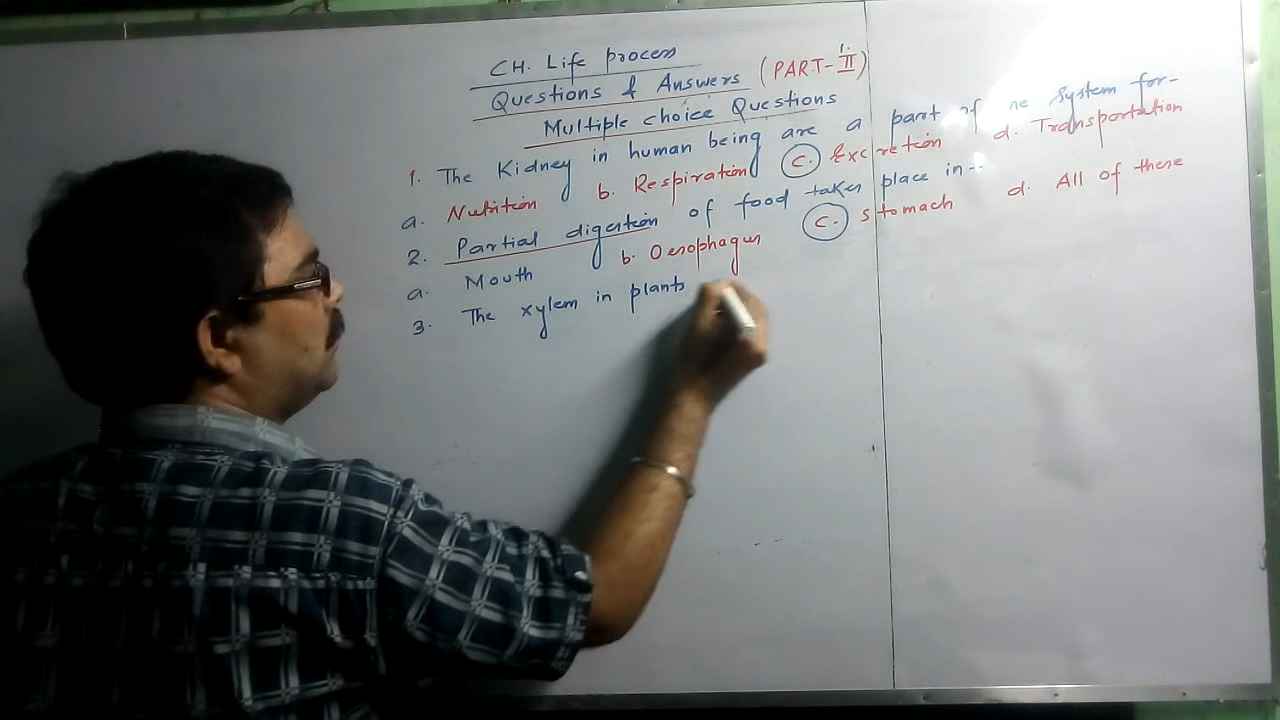 CH. Life process
Questions & Answers (PART-II)
Multiple choice Questions
1. The Kidney in human being are a part of he system for-
a. Nutrition b. Respiration c. Excretion d. Transportation
2. Partial digestion of food takes place in--
a. Mouth b. Oesophagus c. stomach d. All of these
3. The xylem in plants